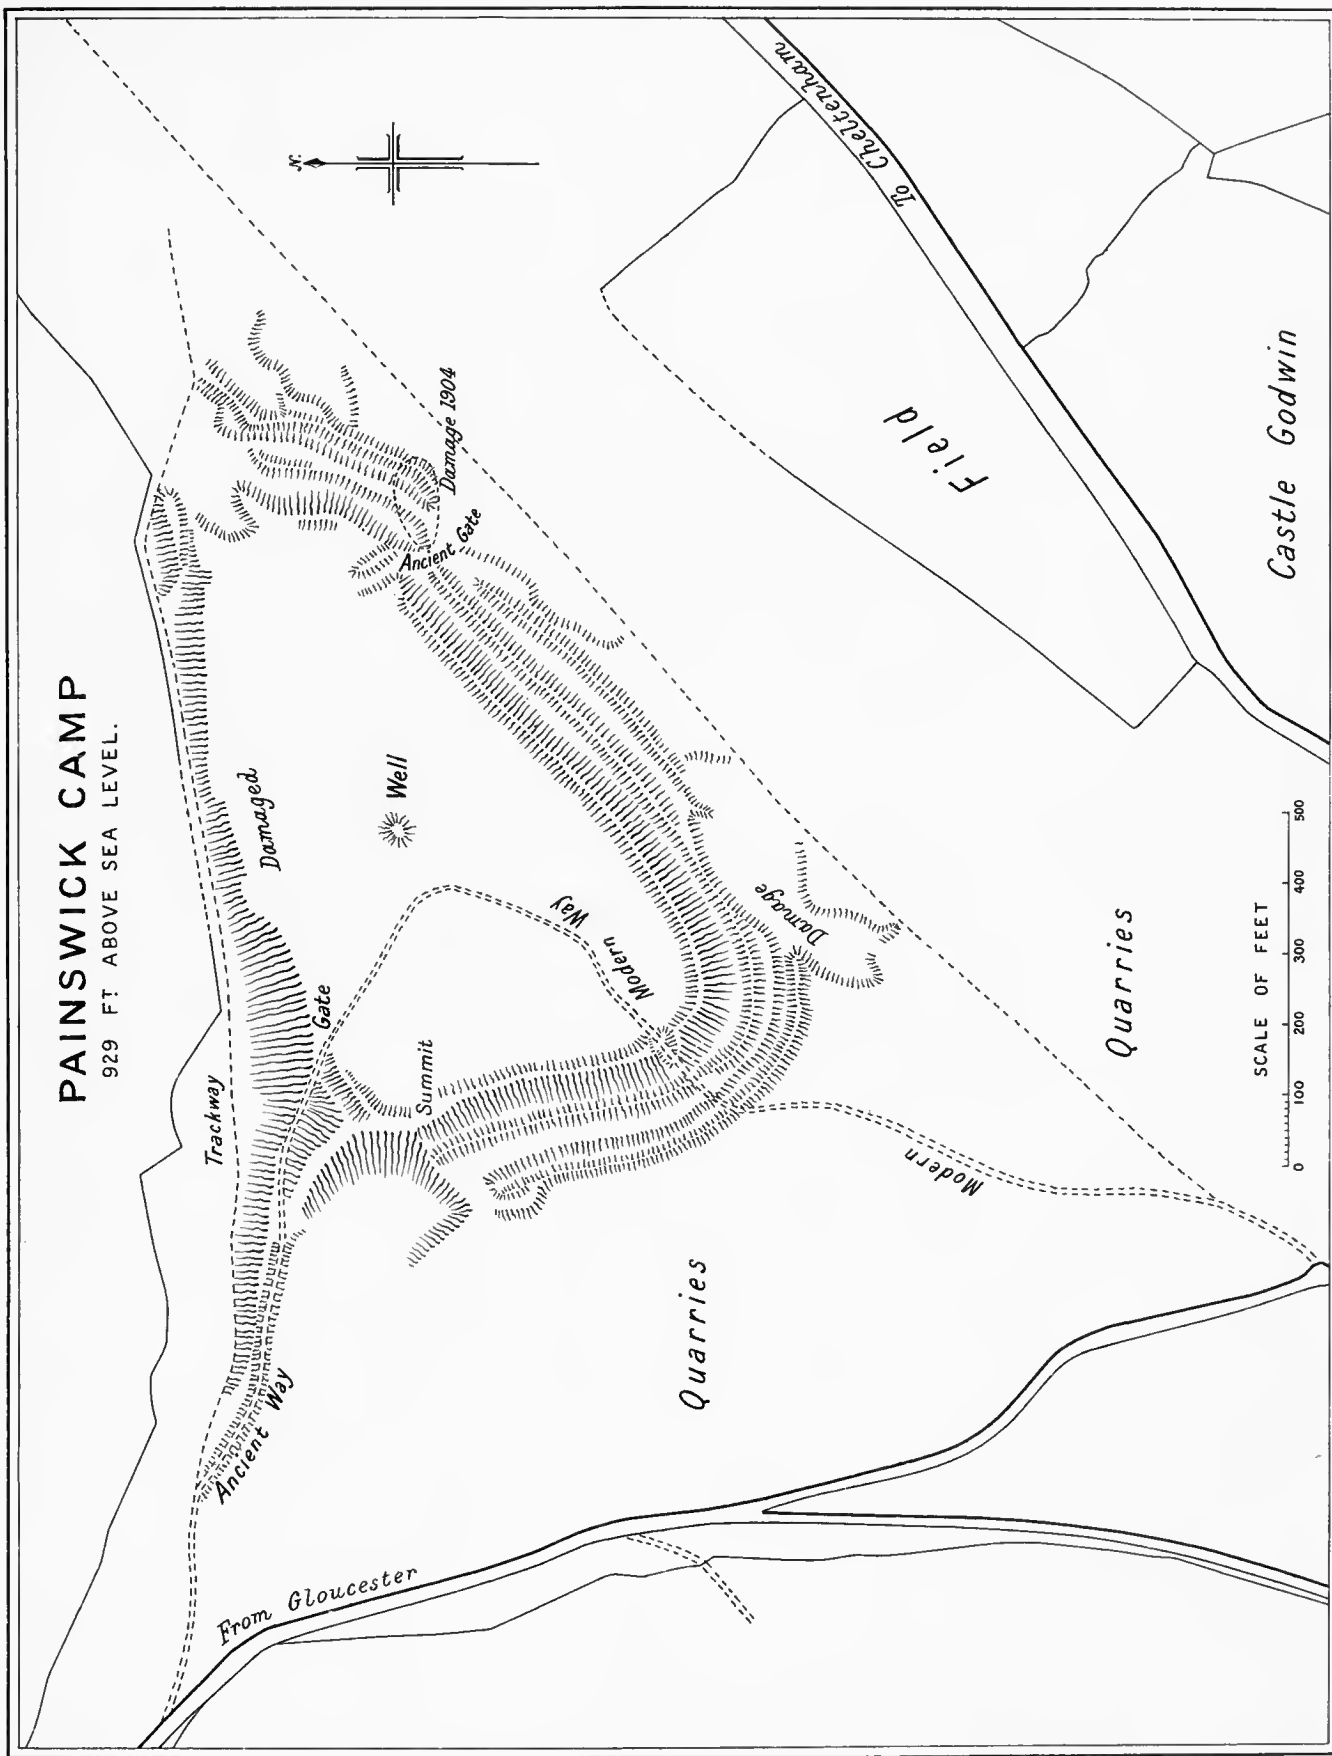 PAINSWICK CAMP
929 FT ABOVE SEA LEVEL.
N.
Trackway
Damaged
Ancient Way
Gate
Well
Summit
Modern Way
Ancient Gate
Damage 1904
Damage
Modern
From Gloucester
To Cheltenham
Field
Quarries
Quarries
Castle Godwin
SCALE OF FEET
0 100 200 300 400 500